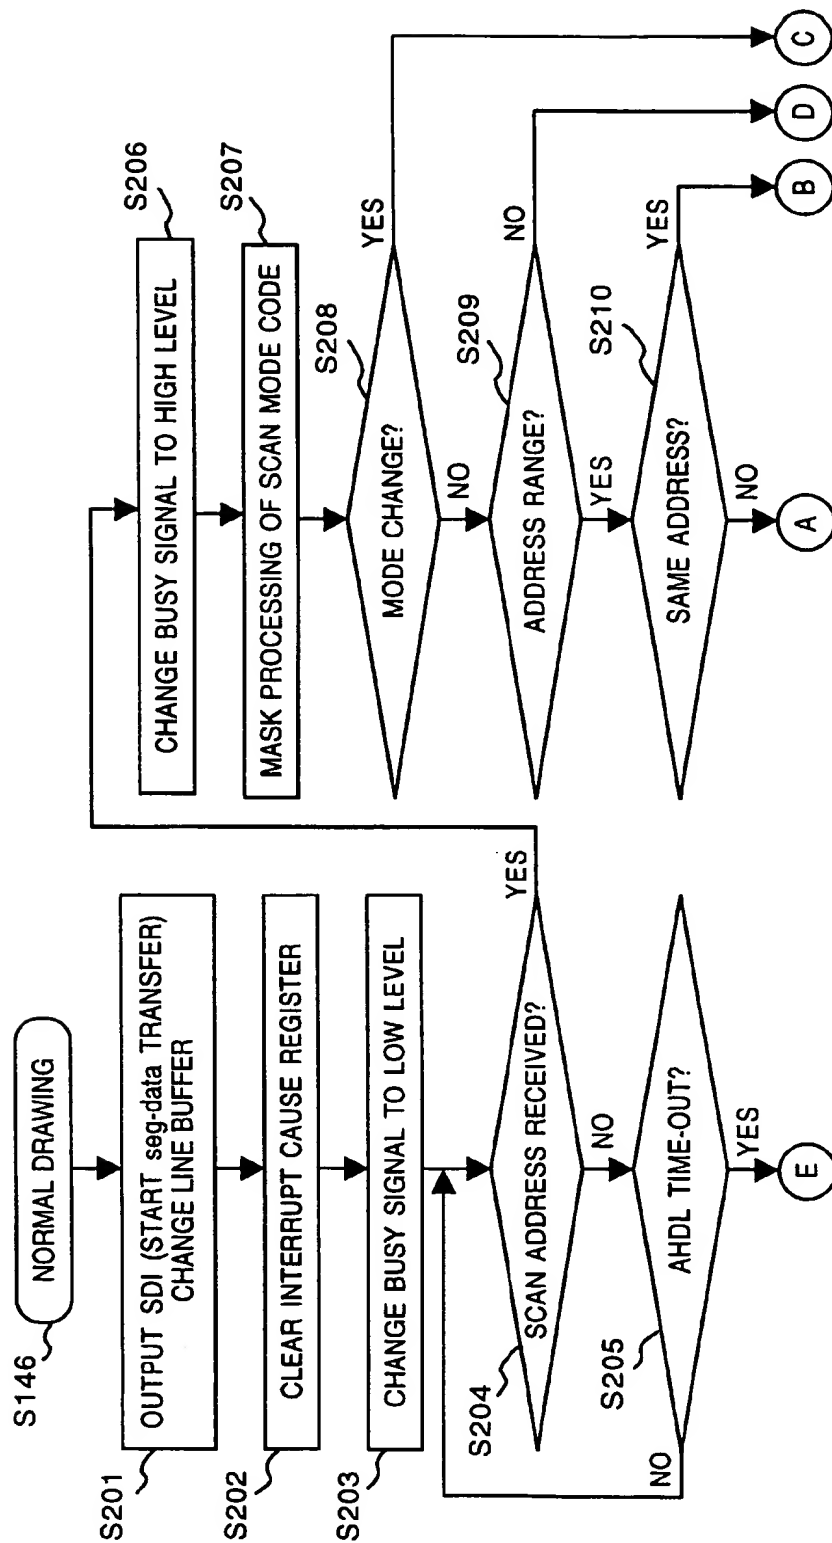 S146
NORMAL DRAWING
S201
OUTPUT SDI (START seg-data TRANSFER)
CHANGE LINE BUFFER
S202
CLEAR INTERRUPT CAUSE REGISTER
S203
CHANGE BUSY SIGNAL TO LOW LEVEL
S204
SCAN ADDRESS RECEIVED?
YES
NO
S205
AHDL TIME-OUT?
NO
YES
E
S206
CHANGE BUSY SIGNAL TO HIGH LEVEL
S207
MASK PROCESSING OF SCAN MODE CODE
S208
MODE CHANGE?
YES
NO
S209
ADDRESS RANGE?
NO
YES
S210
SAME ADDRESS?
YES
NO
A
B
D
C